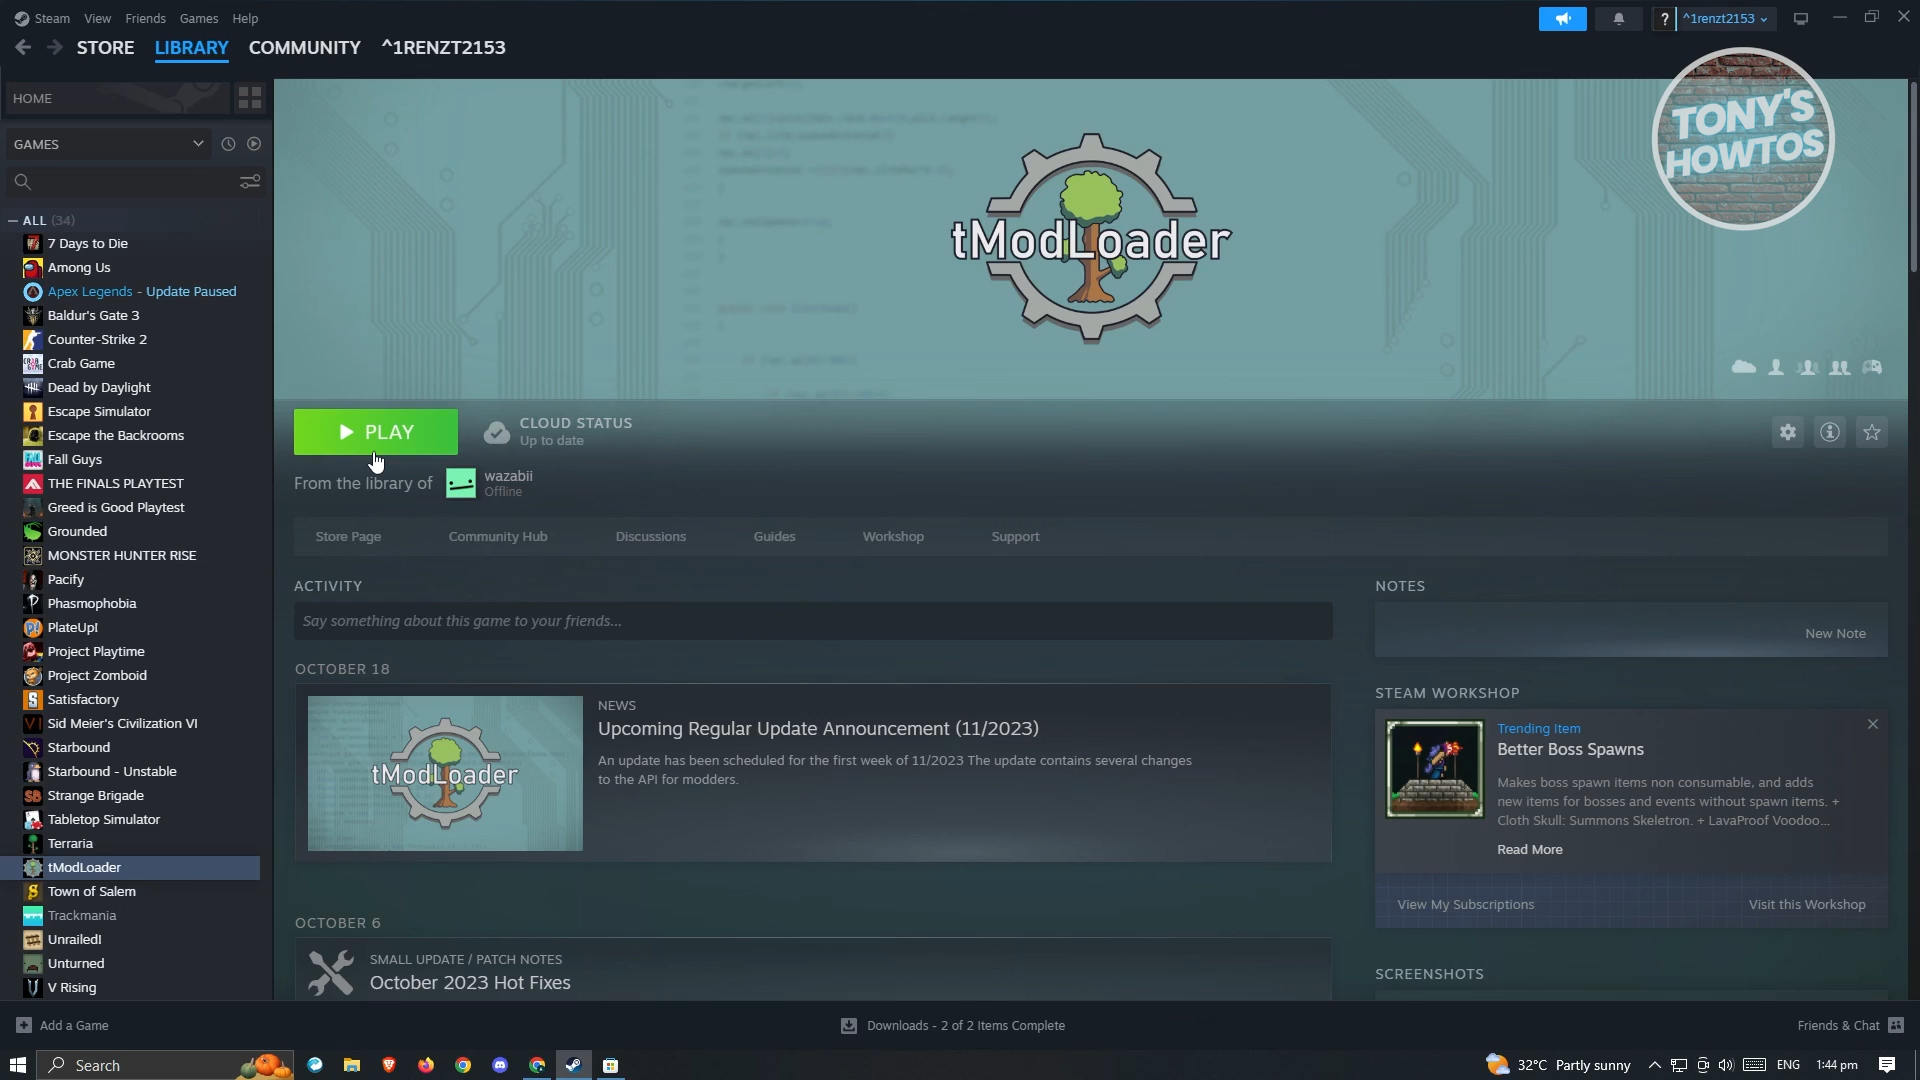 Steam View Friends Games Help
? ^1renzt2153
STORE LIBRARY COMMUNITY ^1RENZT2153
TONY'S
HOWTOS
HOME
GAMES
ALL (34)
7 Days to Die
Among Us
Apex Legends - Update Paused
Baldur's Gate 3
Counter-Strike 2
Crab Game
Dead by Daylight
Escape Simulator
Escape the Backrooms
Fall Guys
THE FINALS PLAYTEST
Greed is Good Playtest
Grounded
MONSTER HUNTER RISE
Pacify
Phasmophobia
PlateUp!
Project Playtime
Project Zomboid
Satisfactory
Sid Meier's Civilization VI
Starbound
Starbound - Unstable
Strange Brigade
Tabletop Simulator
Terraria
tModLoader
Town of Salem
Trackmania
Unrailed!
Unturned
V Rising
tModLoader
PLAY
CLOUD STATUS
Up to date
From the library of
wazabii
Offline
Store Page Community Hub Discussions Guides Workshop Support
ACTIVITY
Say something about this game to your friends...
OCTOBER 18
tModLoader
NEWS
Upcoming Regular Update Announcement (11/2023)
An update has been scheduled for the first week of 11/2023 The update contains several changes
to the API for modders.
OCTOBER 6
SMALL UPDATE / PATCH NOTES
October 2023 Hot Fixes
NOTES
New Note
STEAM WORKSHOP
Trending Item
Better Boss Spawns
Makes boss spawn items non consumable, and adds
new items for bosses and events without spawn items. +
Cloth Skull: Summons Skeletron. + LavaProof Voodoo...
Read More
View My Subscriptions Visit this Workshop
SCREENSHOTS
Add a Game
Downloads - 2 of 2 Items Complete
Friends & Chat
Search
32°C Partly sunny
ENG
1:44 pm